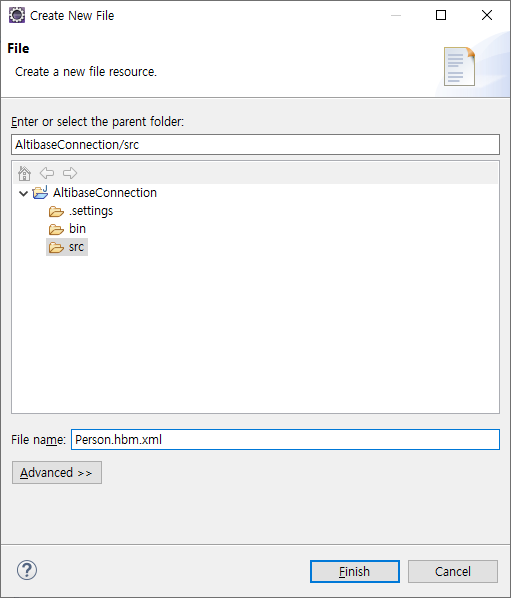 Create New File
File
Create a new file resource.
Enter or select the parent folder:
AltibaseConnection/src
AltibaseConnection
.settings
bin
src
File name: Person.hbm.xml
Advanced >>
Finish Cancel